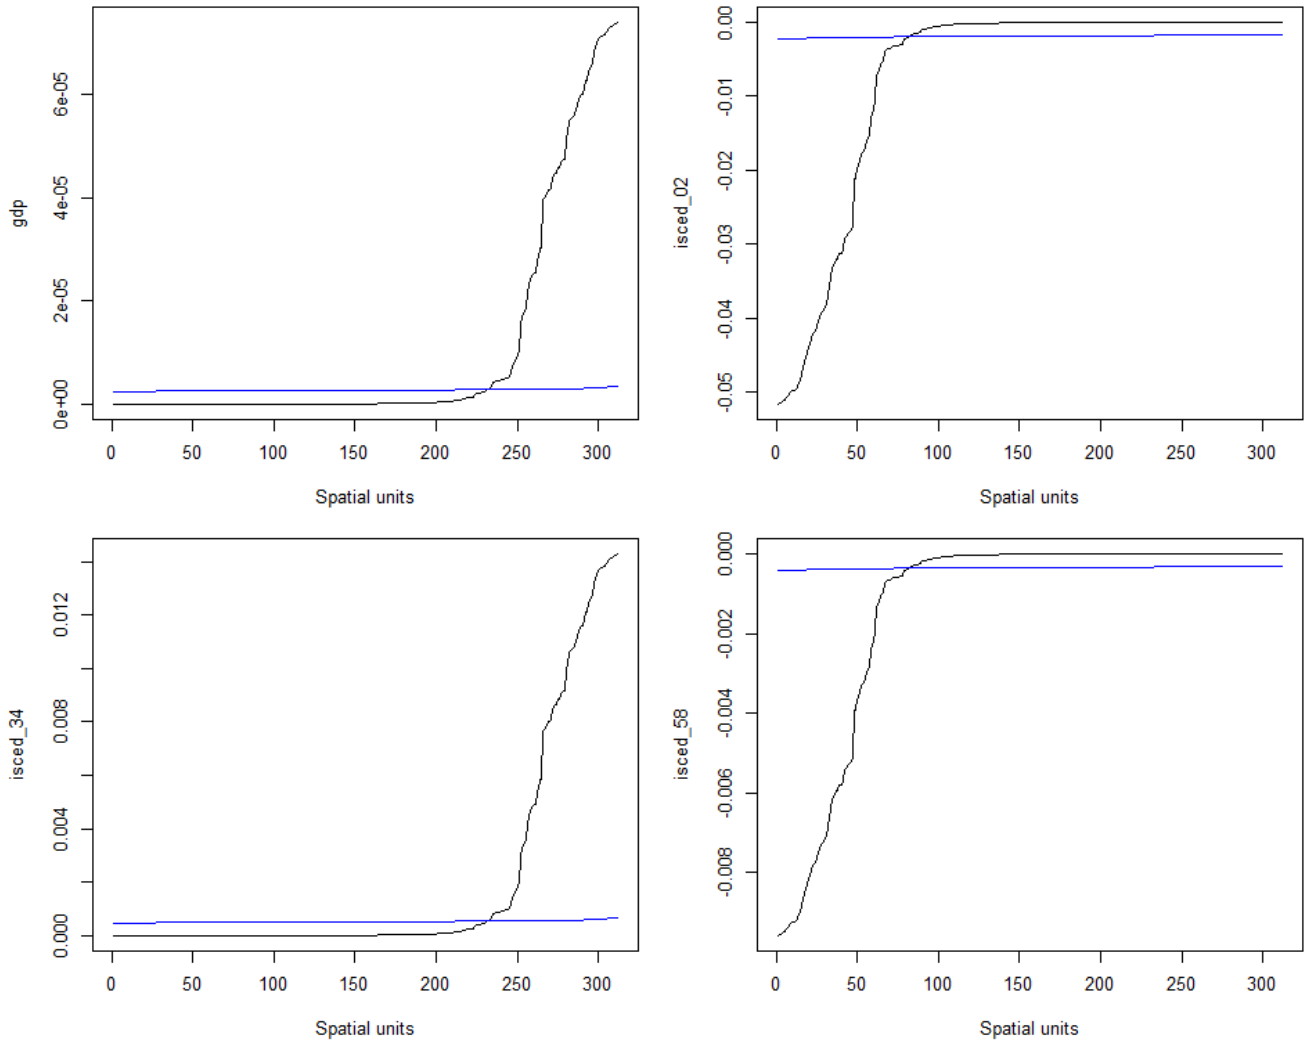 gdp
0e+00 2e-05 4e-05 6e-05
0 50 100 150 200 250 300
Spatial units
isced_02
-0.05 -0.04 -0.03 -0.02 -0.01 0.00
0 50 100 150 200 250 300
Spatial units
isced_34
0.000 0.004 0.008 0.012
0 50 100 150 200 250 300
Spatial units
isced_58
-0.008 -0.006 -0.004 -0.002 0.000
0 50 100 150 200 250 300
Spatial units